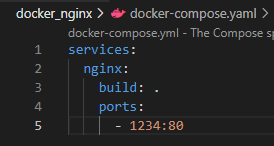 docker_nginx > docker-compose.yaml >
docker-compose.yml - The Compose sp
1 services:
2   nginx:
3     build: .
4     ports:
5       - 1234:80